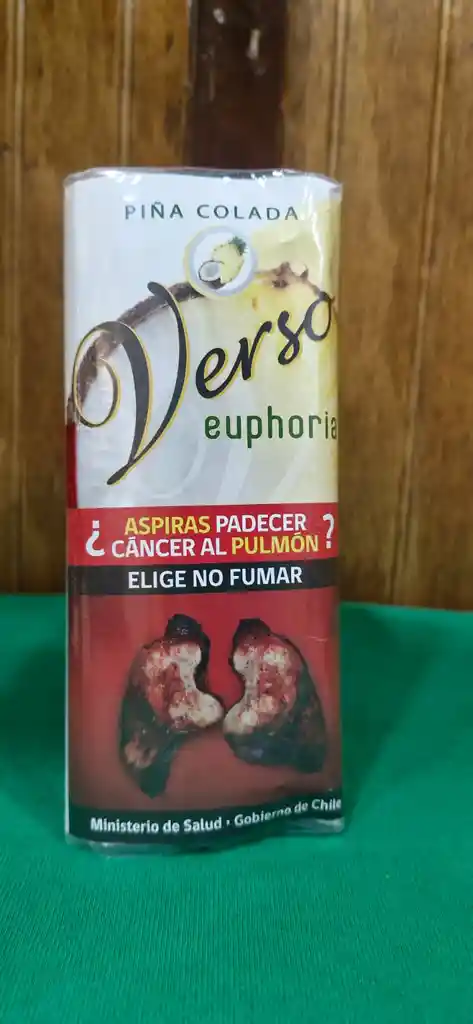 PIÑA COLADA
Verso
euphoria
¿ ASPIRAS PADECER
CÁNCER AL PULMÓN ?
ELIGE NO FUMAR
Ministerio de Salud · Gobierno de Chile